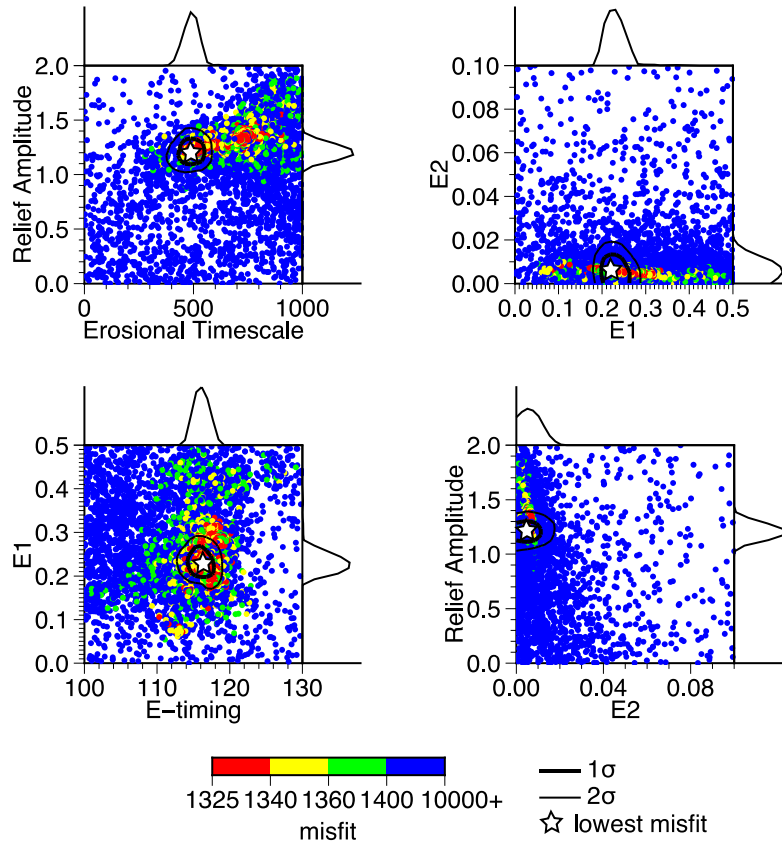 2.0
1.5
1.0
0.5
0.0
Relief Amplitude
0 500 1000
Erosional Timescale
0.10
0.08
0.06
0.04
0.02
0.00
E2
0.0 0.1 0.2 0.3 0.4 0.5
E1
0.5
0.4
0.3
0.2
0.1
0.0
E1
100 110 120 130
E−timing
2.0
1.5
1.0
0.5
0.0
Relief Amplitude
0.00 0.04 0.08
E2
1325 1340 1360 1400 10000+
misfit
1σ
2σ
lowest misfit